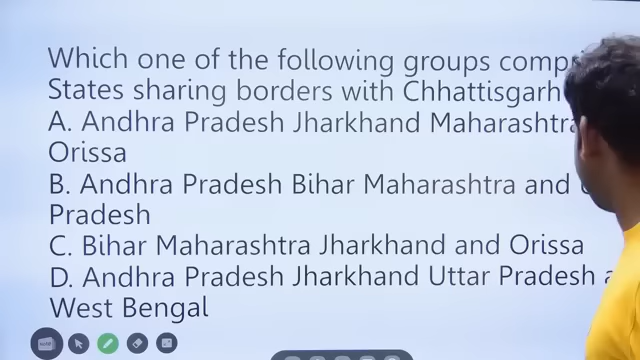 Which one of the following groups
States sharing borders with Chhattisgarh
A. Andhra Pradesh Jharkhand Maharashtra
Orissa
B. Andhra Pradesh Bihar Maharashtra and
Pradesh
C. Bihar Maharashtra Jharkhand and Orissa
D. Andhra Pradesh Jharkhand Uttar Pradesh
West Bengal